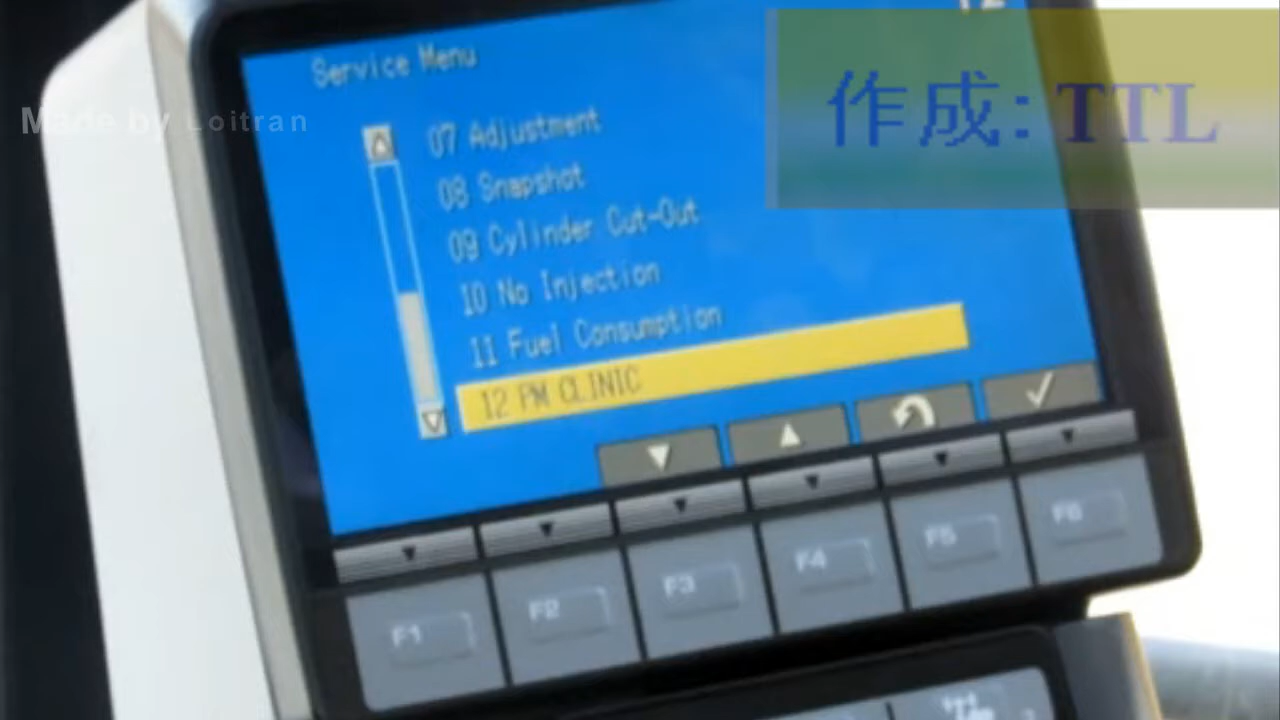 Service Menu
12
作成: TTL
Made by Loitran
07 Adjustment
08 Snapshot
09 Cylinder Cut-Out
10 No Injection
11 Fuel Consumption
12 PM CLINIC
F1 F2 F3 F4 F5 F6